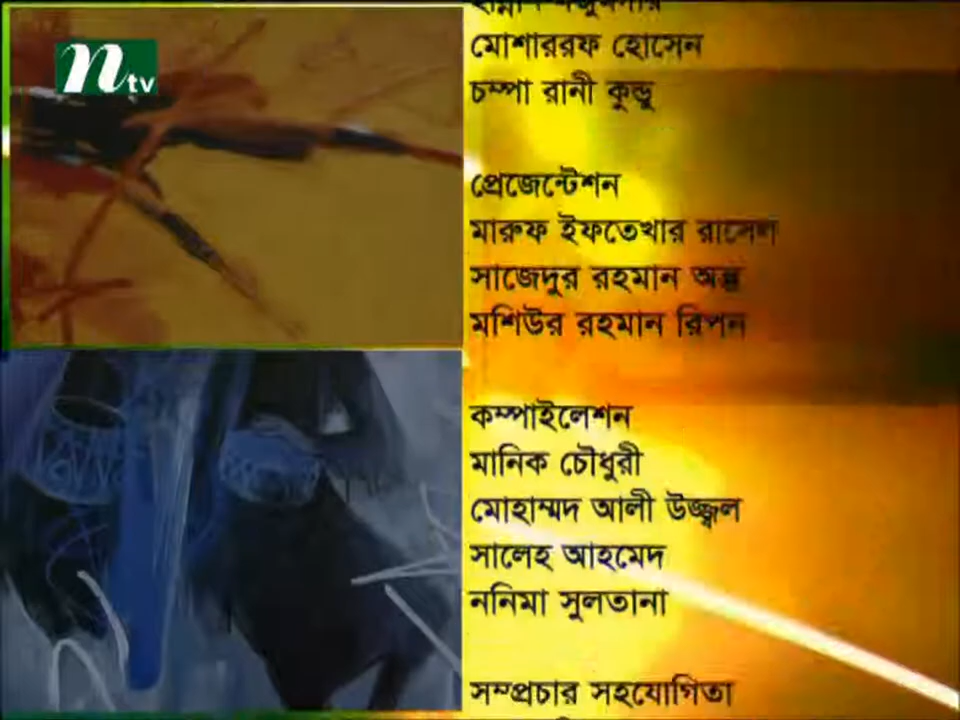 ntv
মোশাররফ হোসেন
চম্পা রানী কুন্ডু
প্রেজেন্টেশন
মারুফ ইফতেখার রাসেল
সাজেদুর রহমান অন্তু
মশিউর রহমান রিপন
কম্পাইলেশন
মানিক চৌধুরী
মোহাম্মদ আলী উজ্জ্বল
সালেহ আহমেদ
ননিমা সুলতানা
সম্প্রচার সহযোগিতা